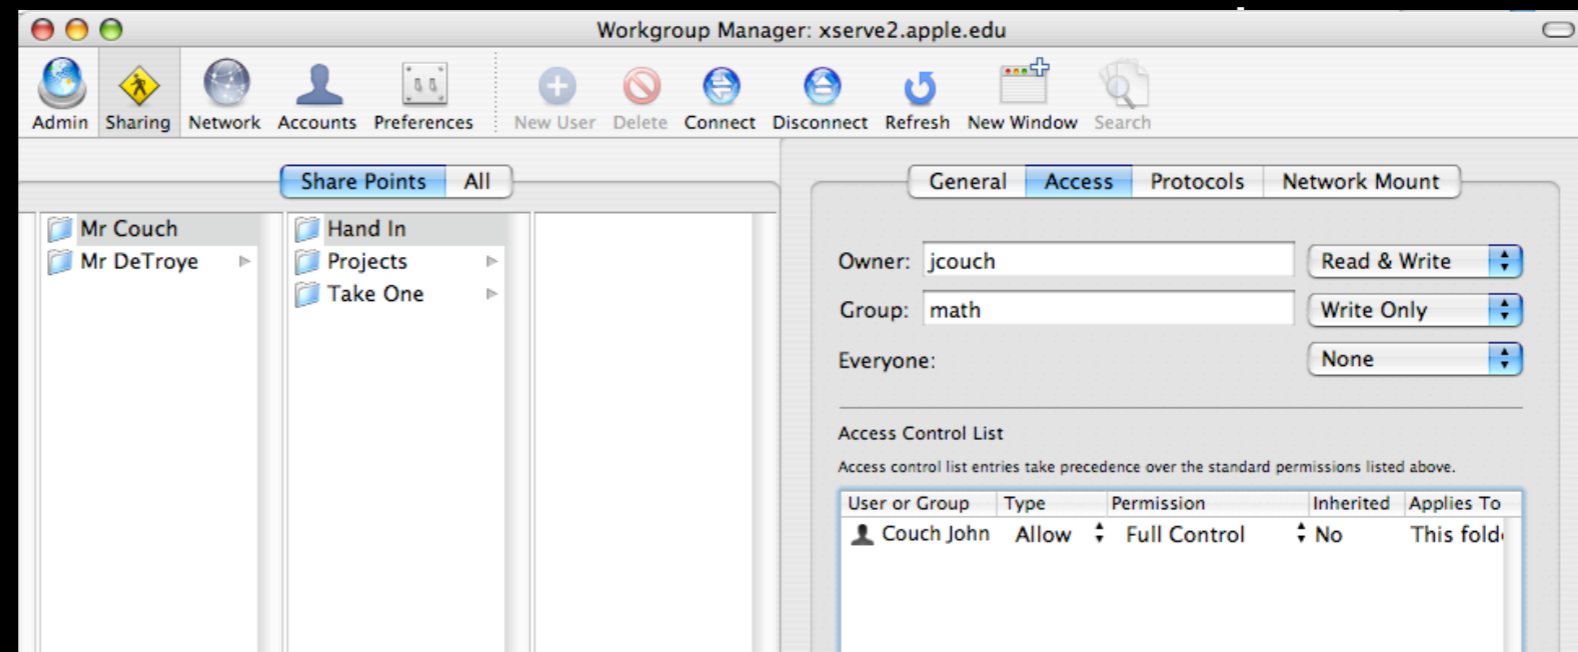 Workgroup Manager: xserve2.apple.edu
Admin Sharing Network Accounts Preferences New User Delete Connect Disconnect Refresh New Window Search
Share Points All
General Access Protocols Network Mount
Mr Couch
Mr DeTroye
Hand In
Projects
Take One
Owner: jcouch Read & Write
Group: math Write Only
Everyone: None
Access Control List
Access control list entries take precedence over the standard permissions listed above.
User or Group Type Permission Inherited Applies To
Couch John Allow Full Control No This fold